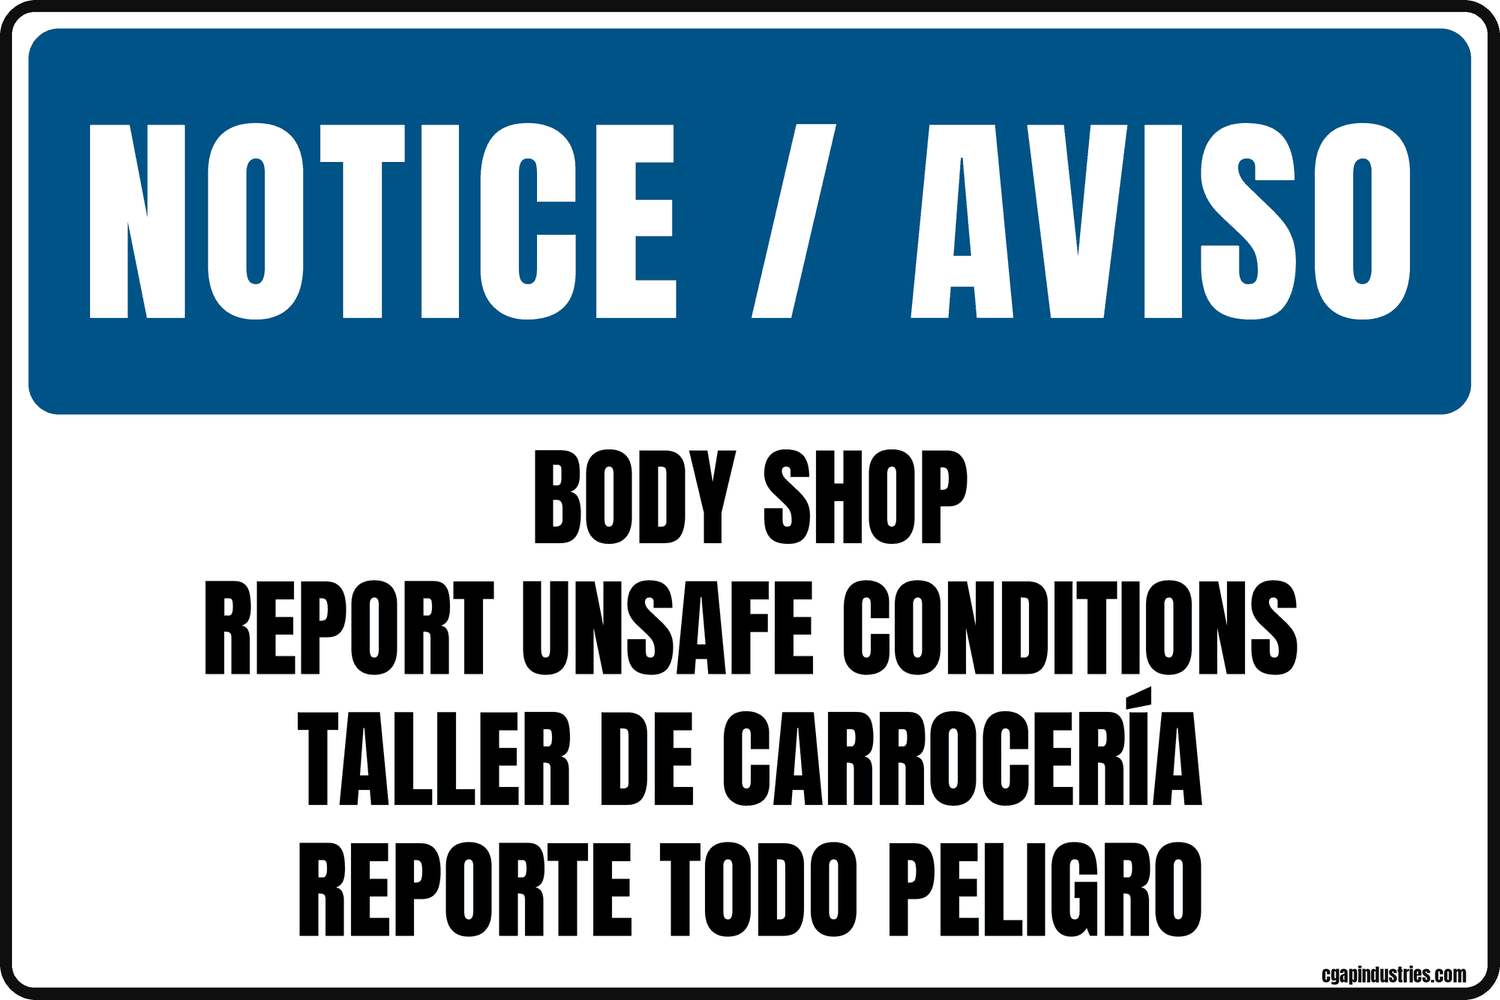 NOTICE / AVISO
BODY SHOP
REPORT UNSAFE CONDITIONS
TALLER DE CARROCERÍA
REPORTE TODO PELIGRO
cgapindustries.com